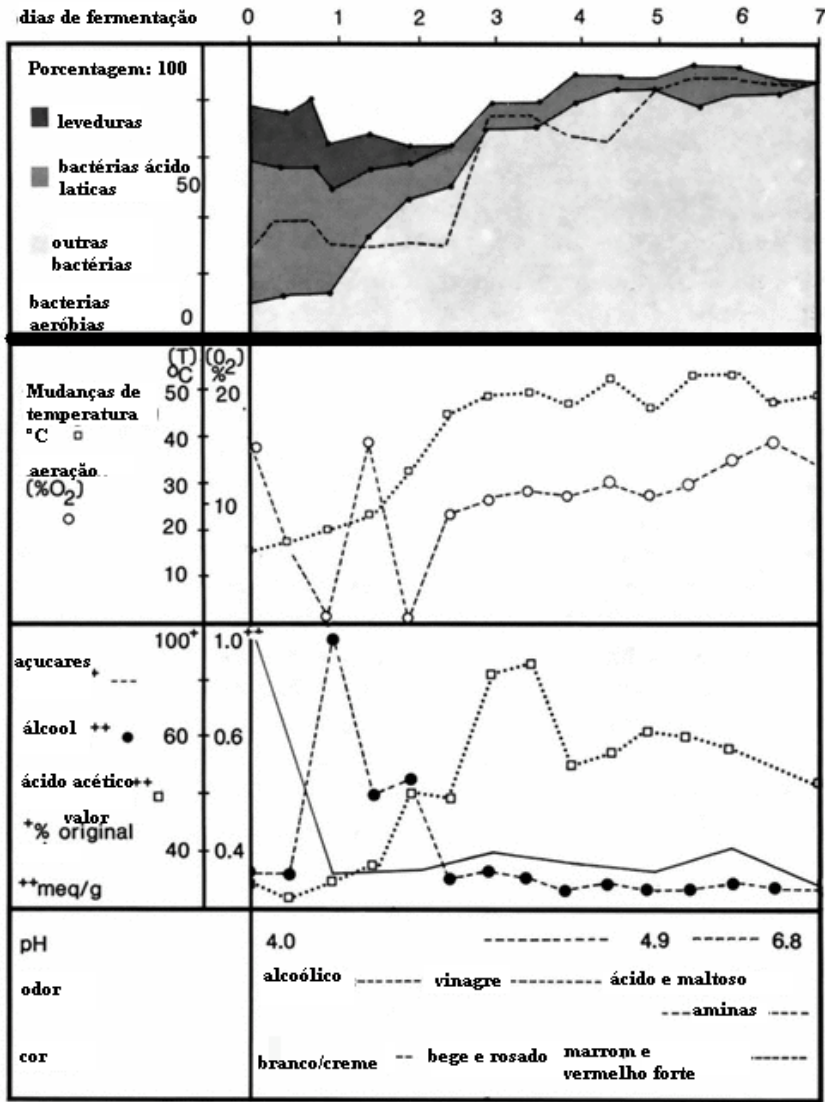 dias de fermentação 0 1 2 3 4 5 6 7
Porcentagem: 100
leveduras
bactérias ácido
laticas
50
outras
bactérias
bacterias
aeróbias
0
(T) (O2)
°C %
Mudanças de
temperatura
°C
aeração
(%O2)
50 20
40
30
10
20
10
100+ 1.0 ++
açucares +
álcool ++
60 0.6
ácido acético ++
valor
+% original
40 0.4
++meq/g
pH 4.0 4.9 6.8
odor
alcoólico vinagre ácido e maltoso
aminas
cor
branco/creme bege e rosado marrom e
vermelho forte